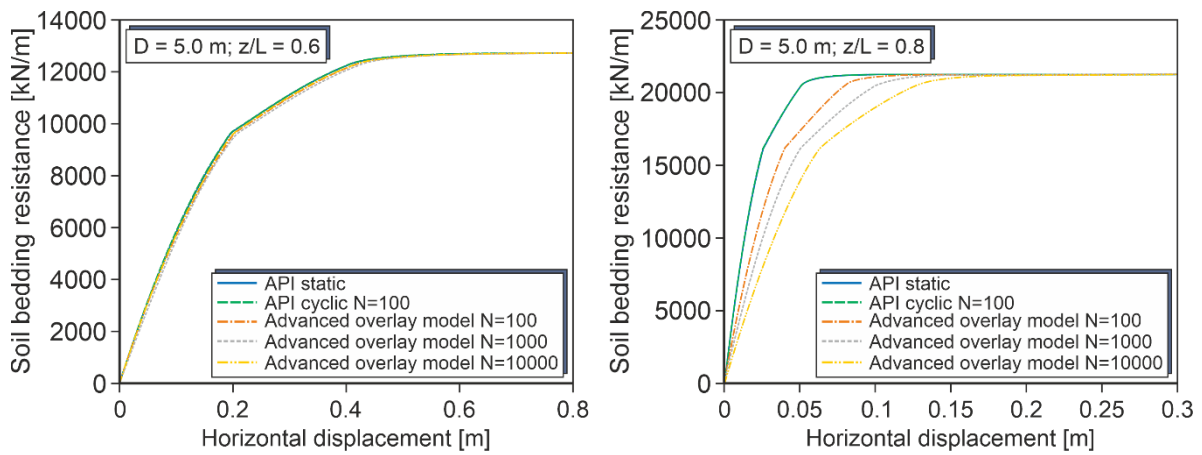 14000
12000
10000
8000
6000
4000
2000
0
Soil bedding resistance [kN/m]
D = 5.0 m; z/L = 0.6
API static
API cyclic N=100
Advanced overlay model N=100
Advanced overlay model N=1000
Advanced overlay model N=10000
0 0.2 0.4 0.6 0.8
Horizontal displacement [m]
25000
20000
15000
10000
5000
0
Soil bedding resistance [kN/m]
D = 5.0 m; z/L = 0.8
API static
API cyclic N=100
Advanced overlay model N=100
Advanced overlay model N=1000
Advanced overlay model N=10000
0 0.05 0.1 0.15 0.2 0.25 0.3
Horizontal displacement [m]